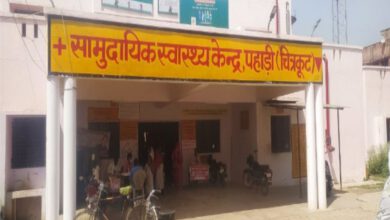 + सामुदायिक स्वास्थ्य केन्द्र, पहाड़ी (चित्रकूट)